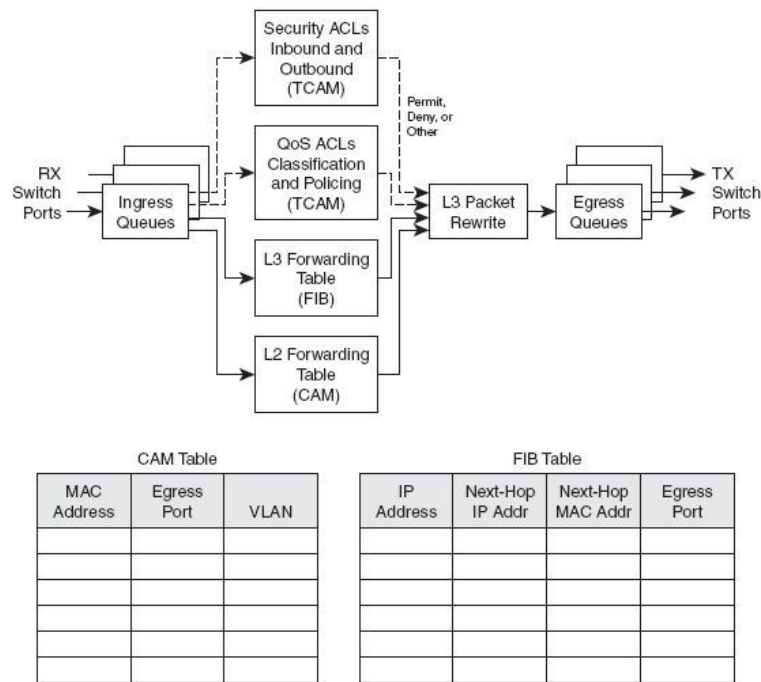 Security ACLs
Inbound and
Outbound
(TCAM)
Permit,
Deny, or
Other
QoS ACLs
Classification
and Policing
(TCAM)
RX
Switch
Ports
Ingress
Queues
L3 Packet
Rewrite
Egress
Queues
TX
Switch
Ports
L3 Forwarding
Table
(FIB)
L2 Forwarding
Table
(CAM)
CAM Table
MAC
Address
Egress
Port
VLAN
FIB Table
IP
Address
Next-Hop
IP Addr
Next-Hop
MAC Addr
Egress
Port